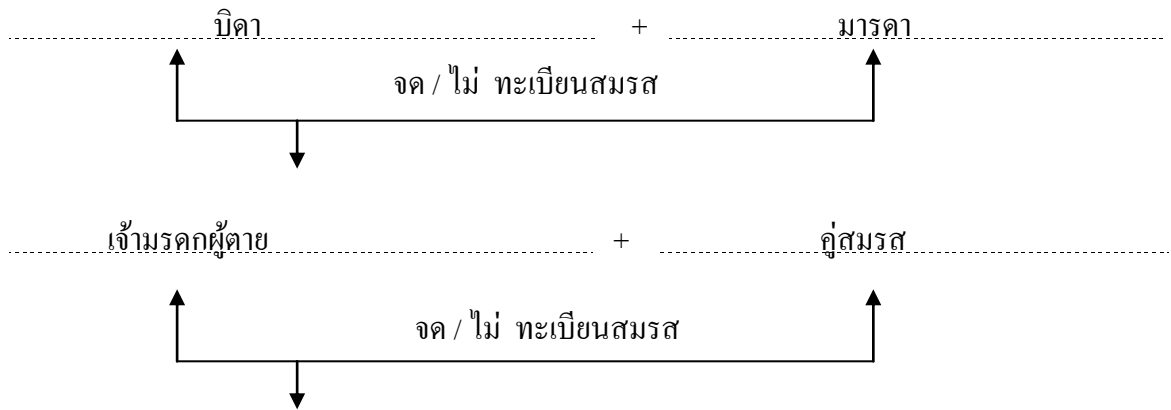 บิดา + มารดา
จด / ไม่ ทะเบียนสมรส
เจ้ามรดกผู้ตาย + คู่สมรส
จด / ไม่ ทะเบียนสมรส